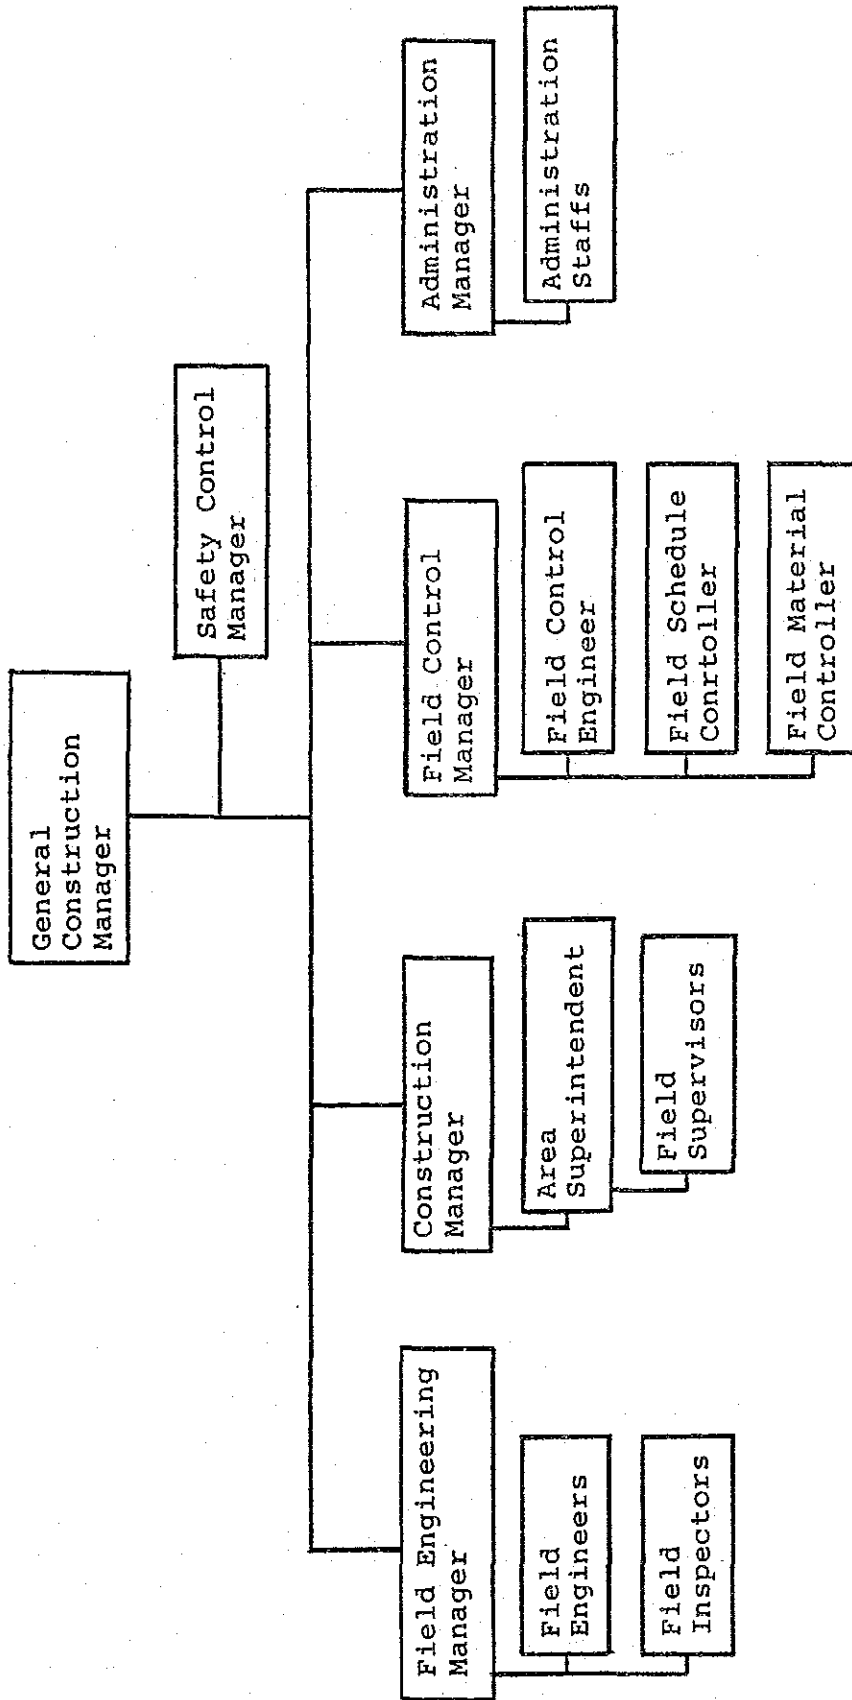 General
Construction
Manager
Safety Control
Manager
Field Engineering
Manager
Field
Engineers
Field
Inspectors
Construction
Manager
Area
Superintendent
Field
Supervisors
Field Control
Manager
Field Control
Engineer
Field Schedule
Conrtoller
Field Material
Controller
Administration
Manager
Administration
Staffs